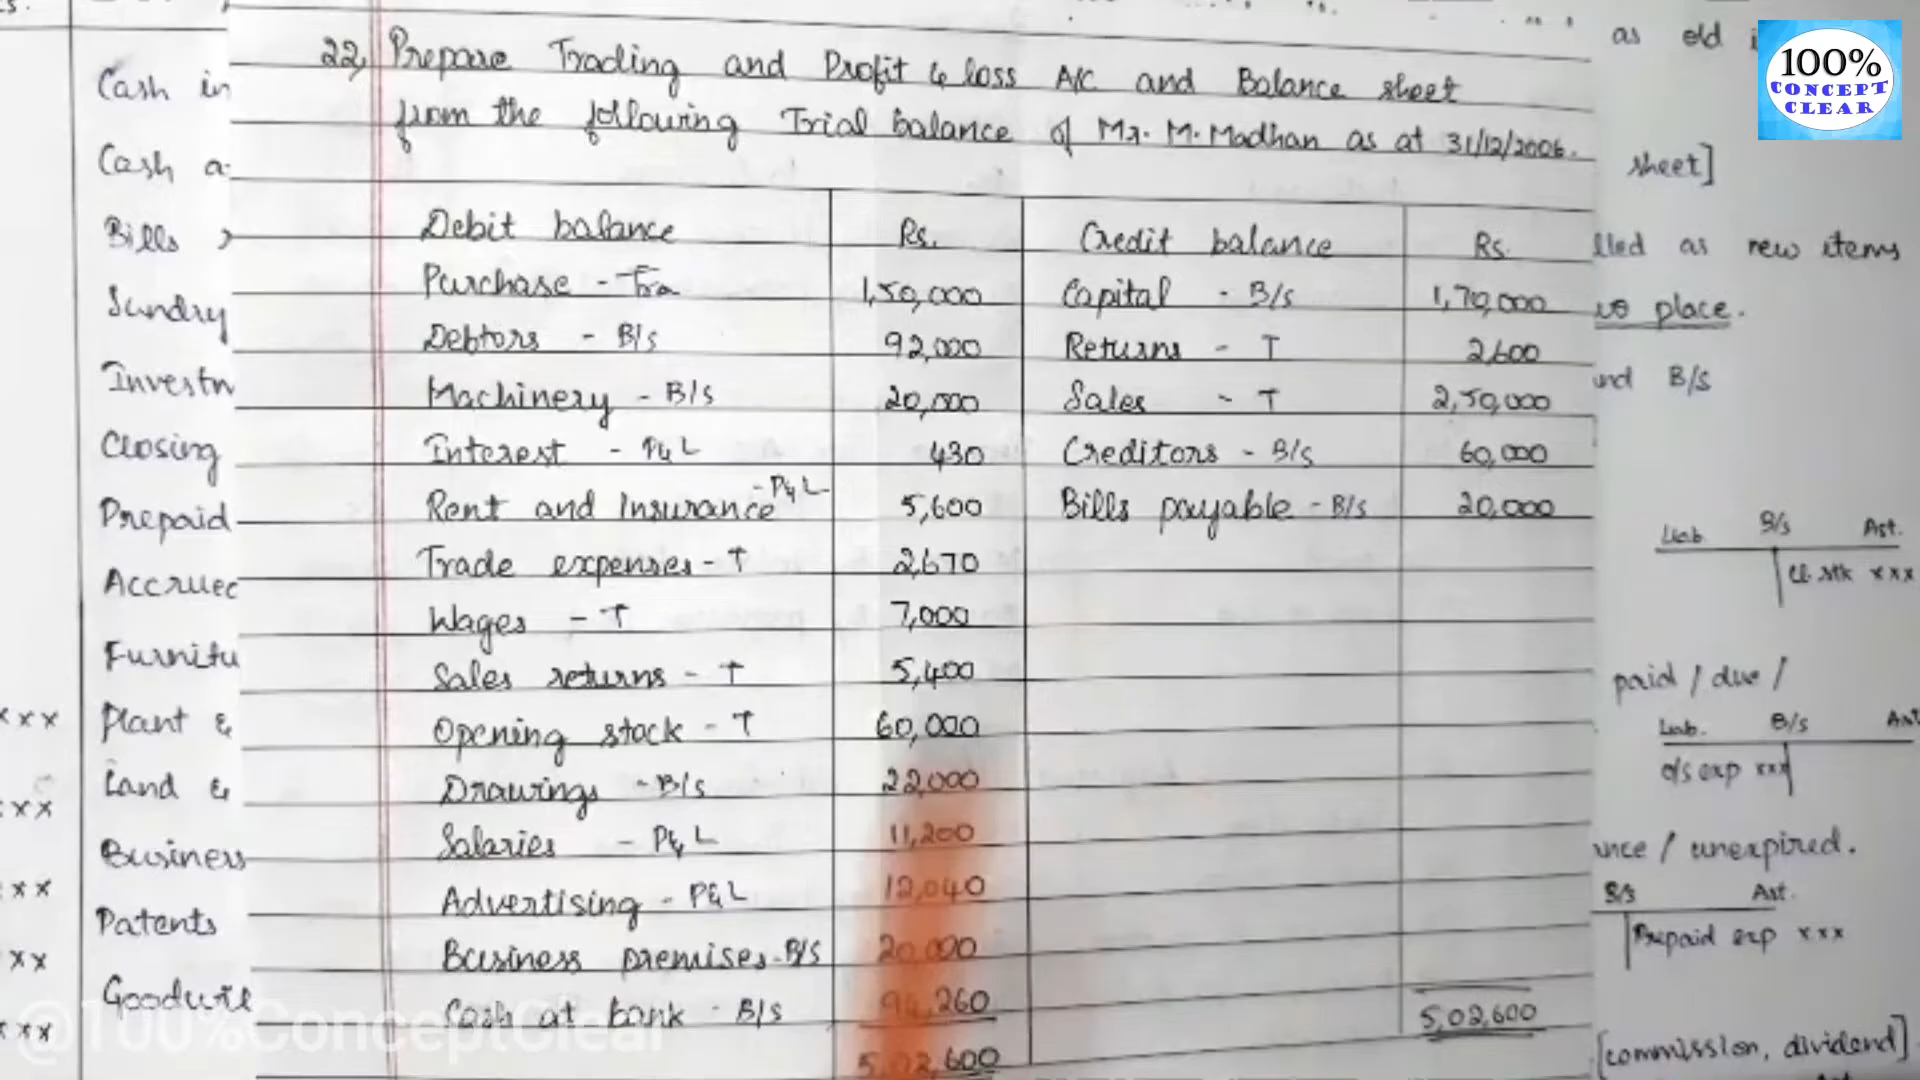 22, Prepare Trading and Profit & loss A/C and Balance sheet
from the following Trial balance of Mr. M. Madhan as at 31/12/2006.
Debit balance Rs. Credit balance Rs.
Purchase - Tra 1,50,000 Capital - B/s 1,70,000
Debtors - B/s 92,000 Returns - T 2,600
Machinery - B/s 20,000 Sales - T 2,50,000
Interest - P&L 430 Creditors - B/s 60,000
Rent and Insurance - P&L 5,600 Bills payable - B/s 20,000
Trade expenses - T 2,670
Wages - T 7,000
Sales returns - T 5,400
Opening stock - T 60,000
Drawings - B/s 22,000
Salaries - P&L 11,200
Advertising - P&L 12,040
Business premises - B/s 20,000
Cash at bank - B/s 94,260 5,02,600
5,02,600
Cash in
Cash a
Bills
Sundry
Investm
Closing
Prepaid
Accrued
Furnitu
Plant &
Land &
Business
Patents
Goodwil
xxx
xx
xx
xx
xxx
as old i
sheet]
lled as new items
place.
and B/s
Liab. B/s Ast.
Cl. stk xxx
paid / due /
Liab. B/s Ast
o/s exp xxx
ance / unexpired.
B/s Ast.
Prepaid exp xxx
[commission, dividend]
100%
CONCEPT
CLEAR
@100%ConceptClear